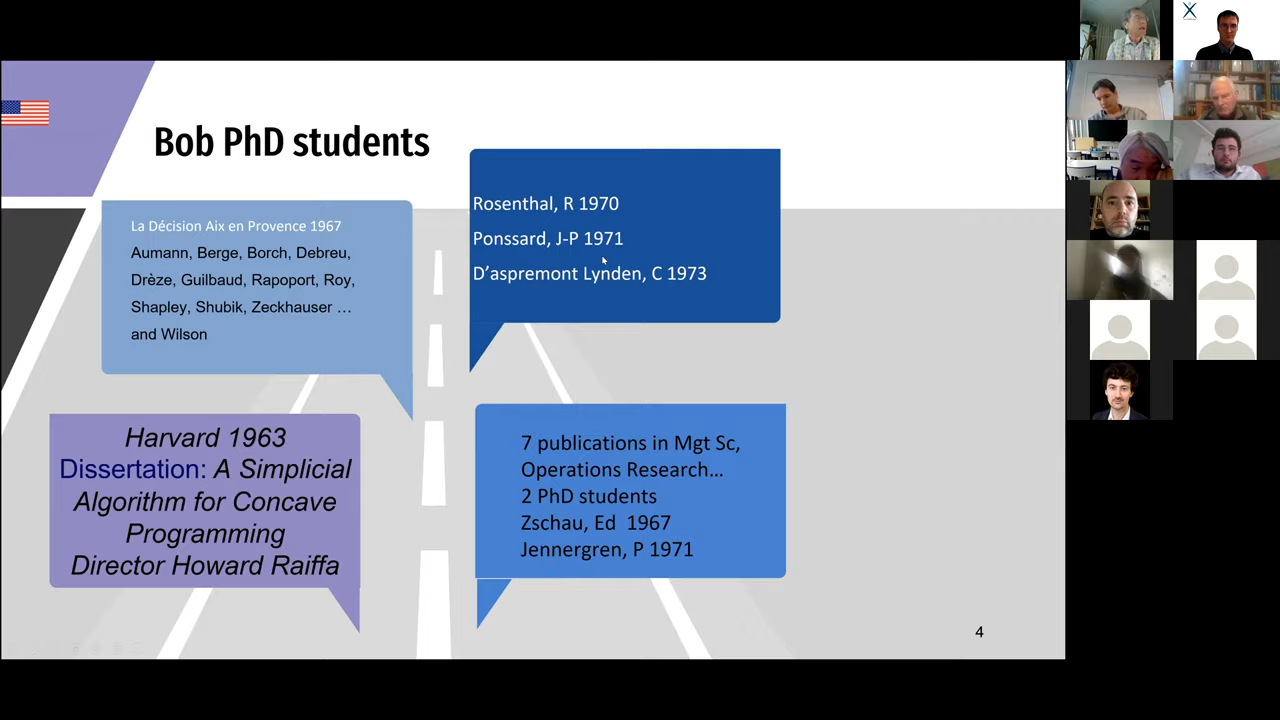 Bob PhD students
La Décision Aix en Provence 1967
Aumann, Berge, Borch, Debreu,
Drèze, Guilbaud, Rapoport, Roy,
Shapley, Shubik, Zeckhauser …
and Wilson
Rosenthal, R 1970
Ponssard, J-P 1971
D’aspremont Lynden, C 1973
Harvard 1963
Dissertation: A Simplicial
Algorithm for Concave
Programming
Director Howard Raiffa
7 publications in Mgt Sc,
Operations Research…
2 PhD students
Zschau, Ed  1967
Jennergren, P 1971
4